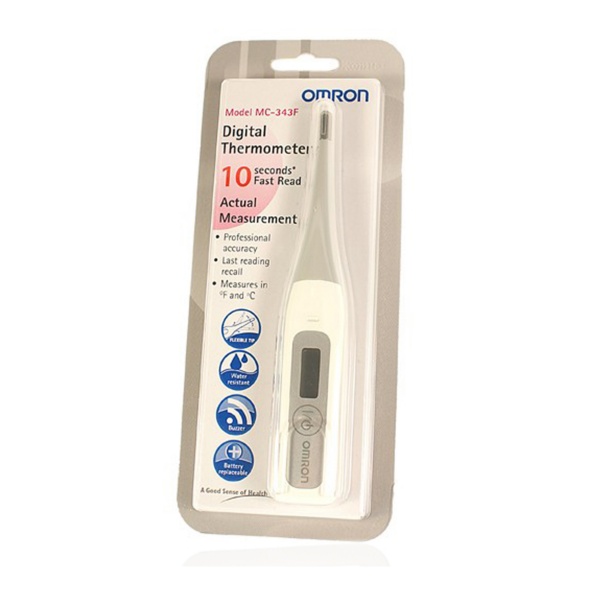 OMRON
Model MC-343F
Digital
Thermometer
10 seconds*
Fast Read
Actual
Measurement
• Professional
accuracy
• Last reading
recall
• Measures in
°F and °C
FLEXIBLE TIP
Water
resistant
Buzzer
Battery
replaceable
OMRON
A Good Sense of Health